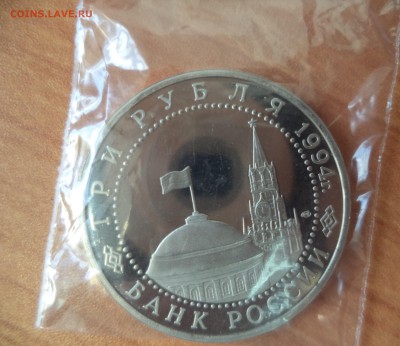 COINS.LAVE.RU
ТРИ РУБЛЯ 1994г.
БАНК РОССИИ